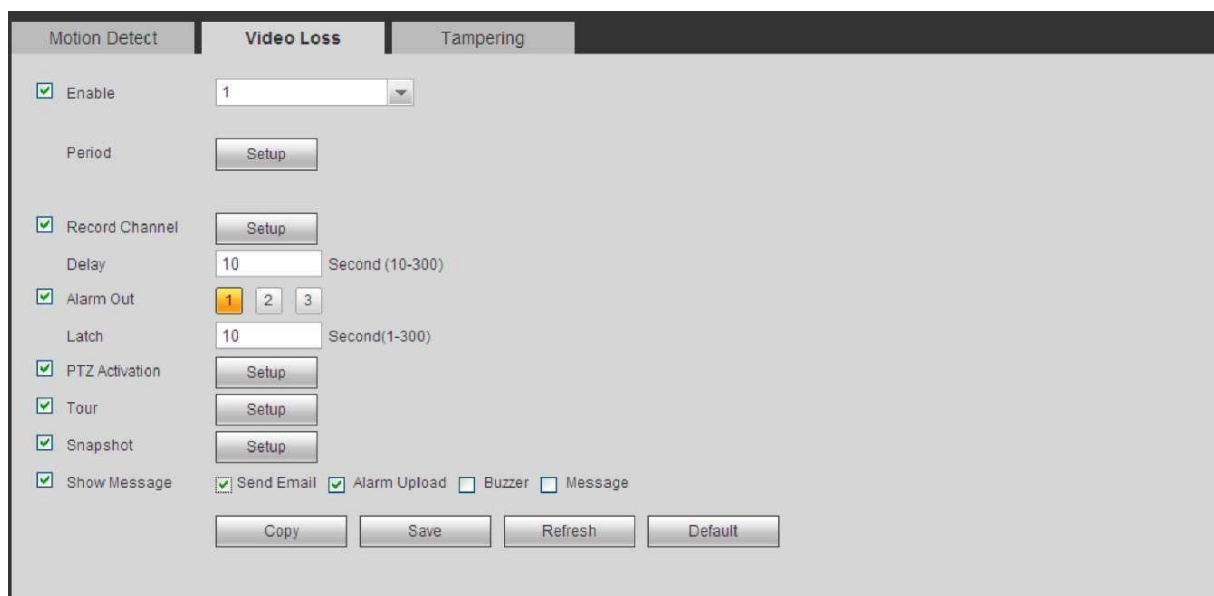 Motion Detect Video Loss Tampering
Enable 1
Period Setup
Record Channel Setup
Delay 10 Second (10-300)
Alarm Out 1 2 3
Latch 10 Second(1-300)
PTZ Activation Setup
Tour Setup
Snapshot Setup
Show Message Send Email Alarm Upload Buzzer Message
Copy Save Refresh Default